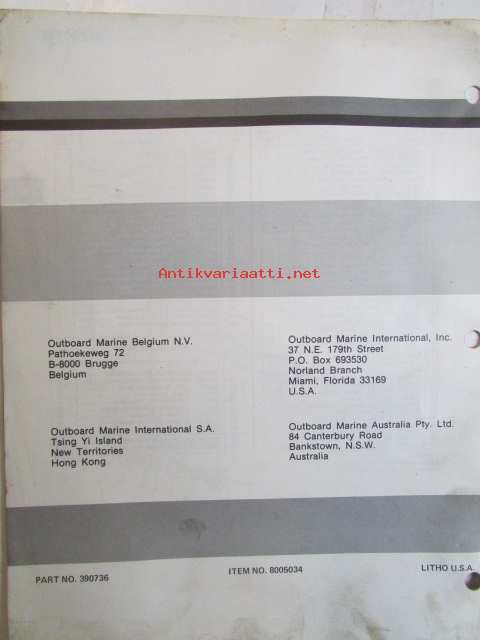 Antikvariaatti.net
Outboard Marine Belgium N.V.
Pathoekeweg 72
B-8000 Brugge
Belgium
Outboard Marine International, Inc.
37 N.E. 179th Street
P.O. Box 693530
Norland Branch
Miami, Florida 33169
U.S.A.
Outboard Marine International S.A.
Tsing Yi Island
New Territories
Hong Kong
Outboard Marine Australia Pty. Ltd.
84 Canterbury Road
Bankstown, N.S.W.
Australia
PART NO. 390736
ITEM NO. 8005034
LITHO U.S.A.